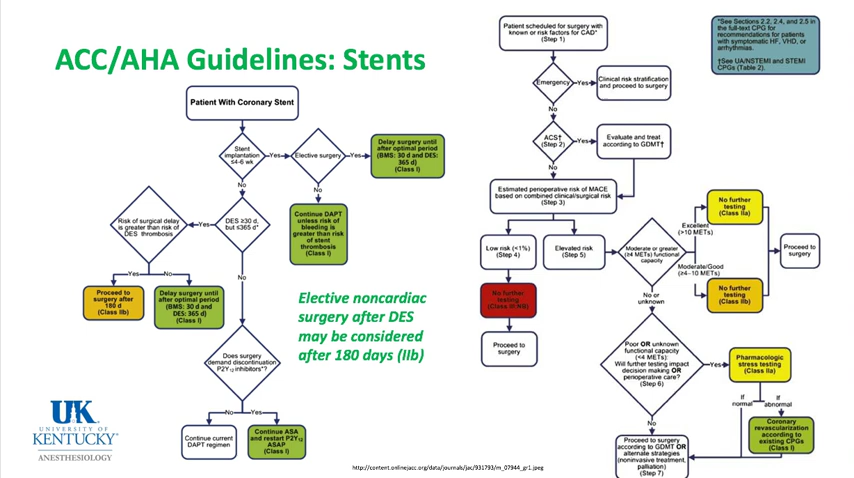 ACC/AHA Guidelines: Stents
Patient With Coronary Stent
Stent
implantation
≤4-6 wk
Yes
Elective surgery
Yes
Delay surgery until
after optimal period
(BMS: 30 d and DES:
365 d)
(Class I)
No
No
Continue DAPT
unless risk of
bleeding is
greater than risk
of stent
thrombosis
(Class I)
DES ≥30 d,
but ≤365 d*
Yes
Risk of surgical delay
is greater than risk of
DES thrombosis
Yes
No
Proceed to
surgery after
180 d
(Class IIb)
Delay surgery until
after optimal period
(BMS: 30 d and
DES: 365 d)
(Class I)
No
Does surgery
demand discontinuation
P2Y12 inhibitors*?
No
Yes
Continue current
DAPT regimen
Continue ASA
and restart P2Y12
ASAP
(Class I)
Elective noncardiac
surgery after DES
may be considered
after 180 days (IIb)
UK
UNIVERSITY OF
KENTUCKY®
ANESTHESIOLOGY
Patient scheduled for surgery with
known or risk factors for CAD*
(Step 1)
Emergency
Yes
Clinical risk stratification
and proceed to surgery
No
ACS†
(Step 2)
Yes
Evaluate and treat
according to GDMT†
No
Estimated perioperative risk of MACE
based on combined clinical/surgical risk
(Step 3)
Low risk (<1%)
(Step 4)
Elevated risk
(Step 5)
No further
testing
(Class III:NB)
Proceed to
surgery
Moderate or greater
(≥4 METs) functional
capacity
Excellent
(>10 METs)
No further
testing
(Class IIa)
Moderate/Good
(≥4–10 METs)
No further
testing
(Class IIb)
Proceed to
surgery
No or
unknown
Poor OR unknown
functional capacity
(<4 METs):
Will further testing impact
decision making OR
perioperative care?
(Step 6)
Yes
Pharmacologic
stress testing
(Class IIa)
If
normal
If
abnormal
Coronary
revascularization
according to
existing CPGs
(Class I)
No
Proceed to surgery
according to GDMT OR
alternate strategies
(noninvasive treatment,
palliation)
(Step 7)
*See Sections 2.2, 2.4, and 2.5 in
the full-text CPG for
recommendations for patients
with symptomatic HF, VHD, or
arrhythmias.
†See UA/NSTEMI and STEMI
CPGs (Table 2).
http://content.onlinejacc.org/data/journals/jac/931793/m_07944_gr1.jpeg